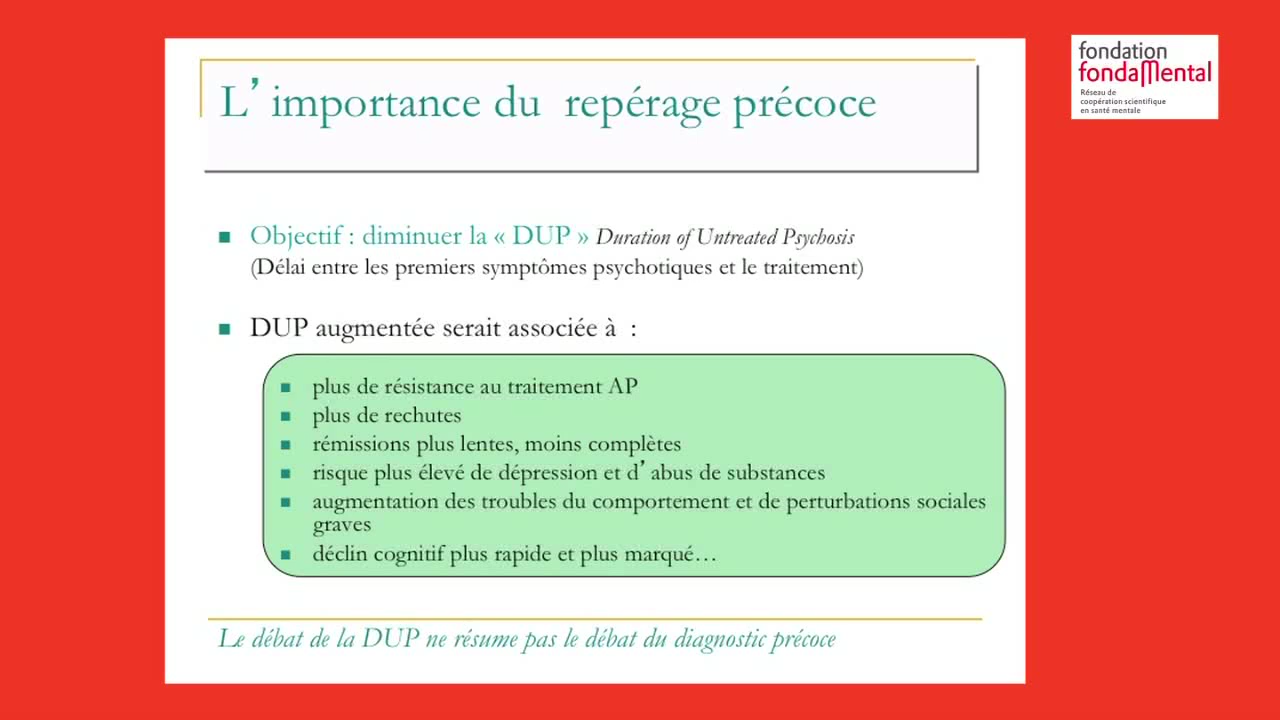 L’ importance du repérage précoce
fondation
fondaMental
Réseau de
coopération scientifique
en santé mentale
■ Objectif : diminuer la « DUP » Duration of Untreated Psychosis
(Délai entre les premiers symptômes psychotiques et le traitement)
■ DUP augmentée serait associée à :
■ plus de résistance au traitement AP
■ plus de rechutes
■ rémissions plus lentes, moins complètes
■ risque plus élevé de dépression et d’ abus de substances
■ augmentation des troubles du comportement et de perturbations sociales
graves
■ déclin cognitif plus rapide et plus marqué…
Le débat de la DUP ne résume pas le débat du diagnostic précoce